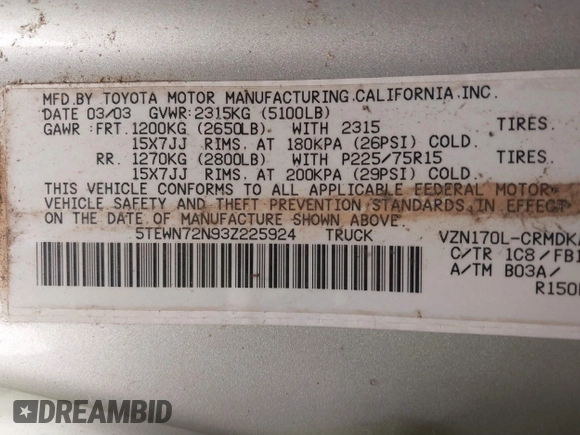 MFD.BY TOYOTA MOTOR MANUFACTURING.CALIFORNIA.INC.
DATE 03/03 GVWR:2315KG (5100LB)
GAWR :FRT.1200KG (2650LB) WITH 2315 TIRES.
15X7JJ RIMS. AT 180KPA (26PSI) COLD.
RR. 1270KG (2800LB) WITH P225/75R15 TIRES.
15X7JJ RIMS. AT 200KPA (29PSI) COLD.
THIS VEHICLE CONFORMS TO ALL APPLICABLE FEDERAL MOTOR
VEHICLE SAFETY AND THEFT PREVENTION STANDARDS IN EFFECT
ON THE DATE OF MANUFACTURE SHOWN ABOVE.
5TEWN72N93Z225924 TRUCK VZN170L-CRMDKA
C/TR 1C8/FB1
A/TM B03A/
R150
DREAMBID